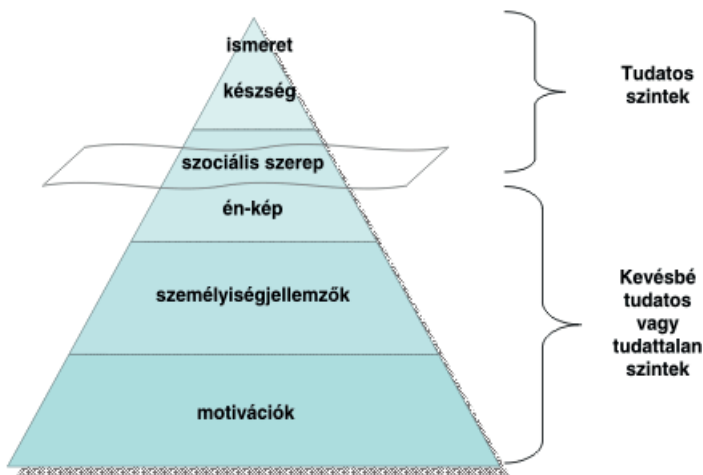 ismeret
készség
szociális szerep
én-kép
személyiségjellemzők
motivációk
Tudatos
szintek
Kevésbé
tudatos
vagy
tudattalan
szintek